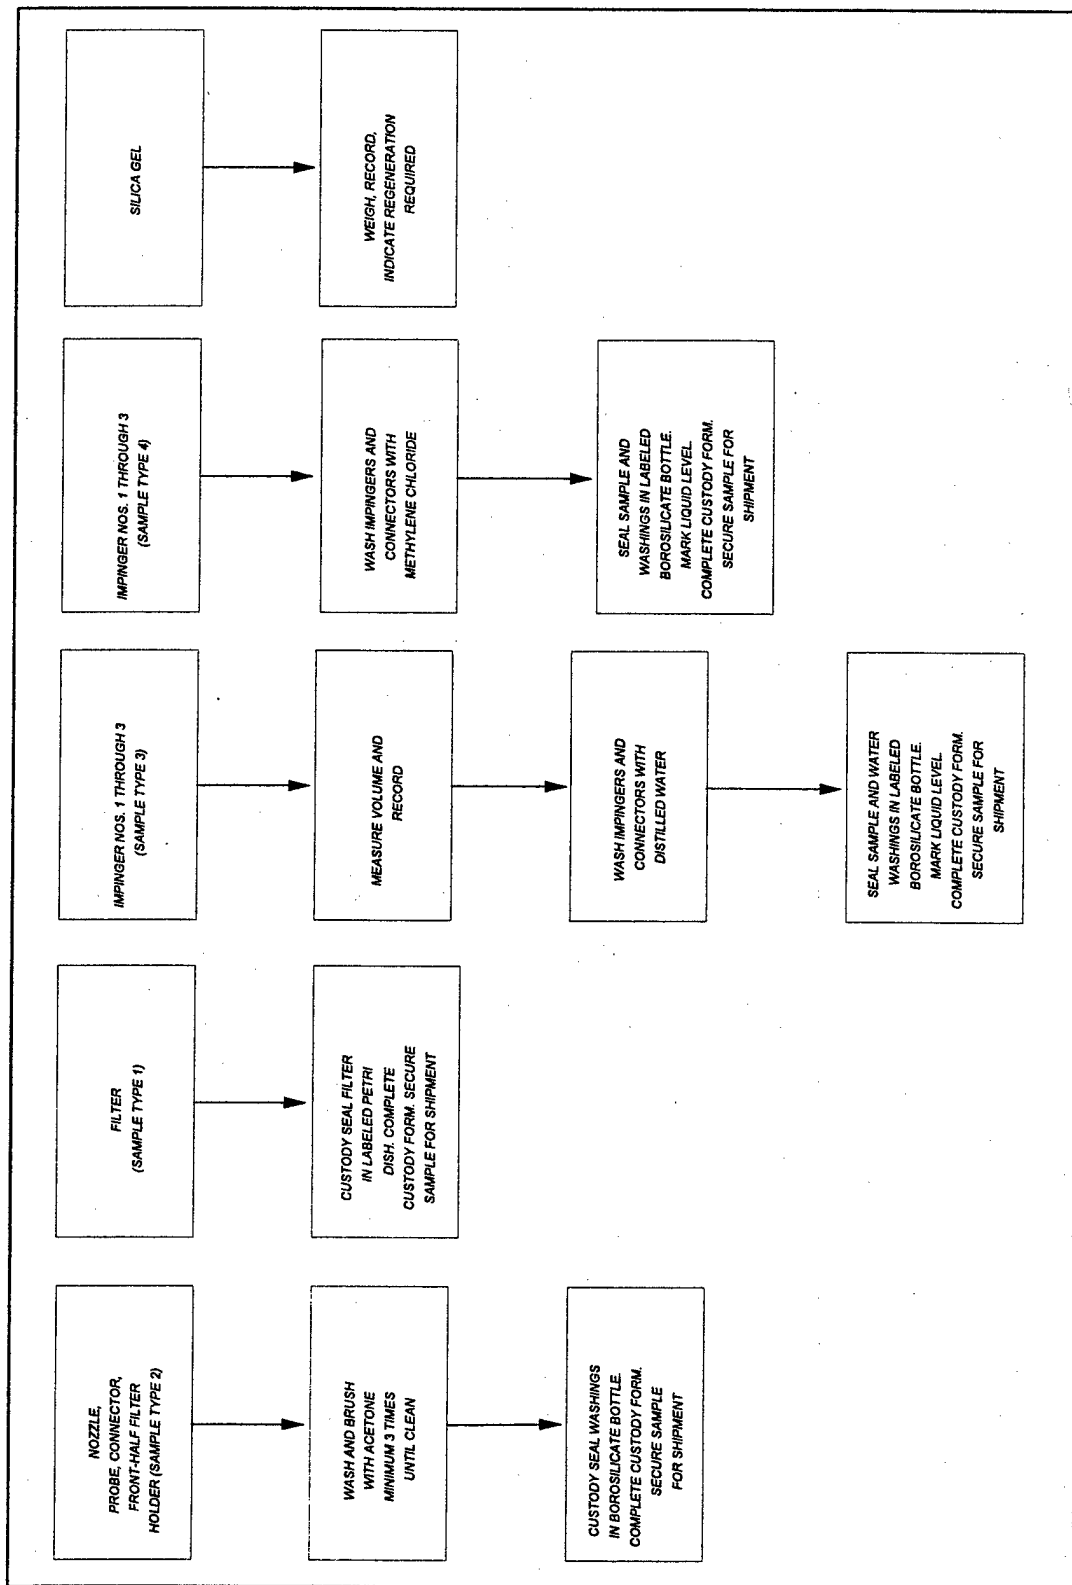 NOZZLE,
PROBE, CONNECTOR,
FRONT-HALF FILTER
HOLDER (SAMPLE TYPE 2)
WASH AND BRUSH
WITH ACETONE
MINIMUM 3 TIMES
UNTIL CLEAN
CUSTODY SEAL WASHINGS
IN BOROSILICATE BOTTLE.
COMPLETE CUSTODY FORM.
SECURE SAMPLE
FOR SHIPMENT
FILTER
(SAMPLE TYPE 1)
CUSTODY SEAL FILTER
IN LABELED PETRI
DISH. COMPLETE
CUSTODY FORM. SECURE
SAMPLE FOR SHIPMENT
IMPINGER NOS. 1 THROUGH 3
(SAMPLE TYPE 3)
MEASURE VOLUME AND
RECORD
WASH IMPINGERS AND
CONNECTORS WITH
DISTILLED WATER
SEAL SAMPLE AND WATER
WASHINGS IN LABELED
BOROSILICATE BOTTLE.
MARK LIQUID LEVEL.
COMPLETE CUSTODY FORM.
SECURE SAMPLE FOR
SHIPMENT
IMPINGER NOS. 1 THROUGH 3
(SAMPLE TYPE 4)
WASH IMPINGERS AND
CONNECTORS WITH
METHYLENE CHLORIDE
SEAL SAMPLE AND
WASHINGS IN LABELED
BOROSILICATE BOTTLE.
MARK LIQUID LEVEL.
COMPLETE CUSTODY FORM.
SECURE SAMPLE FOR
SHIPMENT
SILICA GEL
WEIGH, RECORD,
INDICATE REGENERATION
REQUIRED